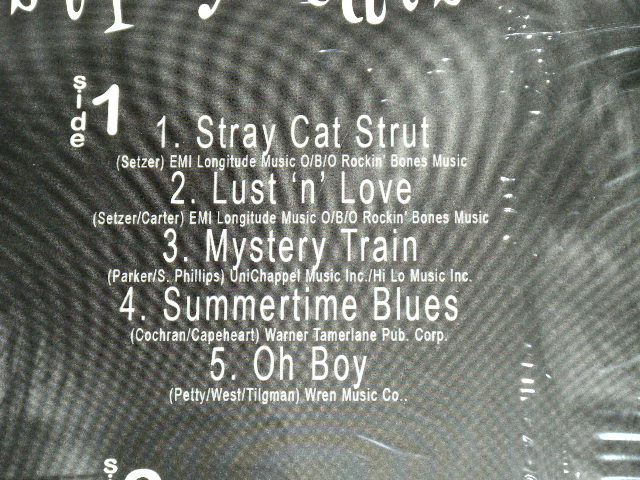 side 1
1. Stray Cat Strut
(Setzer) EMI Longitude Music O/B/O Rockin' Bones Music
2. Lust 'n' Love
(Setzer/Carter) EMI Longitude Music O/B/O Rockin' Bones Music
3. Mystery Train
(Parker/S. Phillips) UniChappel Music Inc./Hi Lo Music Inc.
4. Summertime Blues
(Cochran/Capeheart) Warner Tamerlane Pub. Corp.
5. Oh Boy
(Petty/West/Tilgman) Wren Music Co..